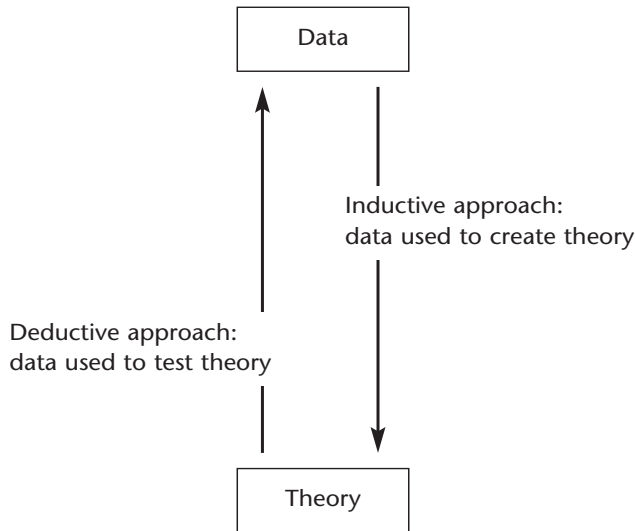 Data
Inductive approach:
data used to create theory
Deductive approach:
data used to test theory
Theory